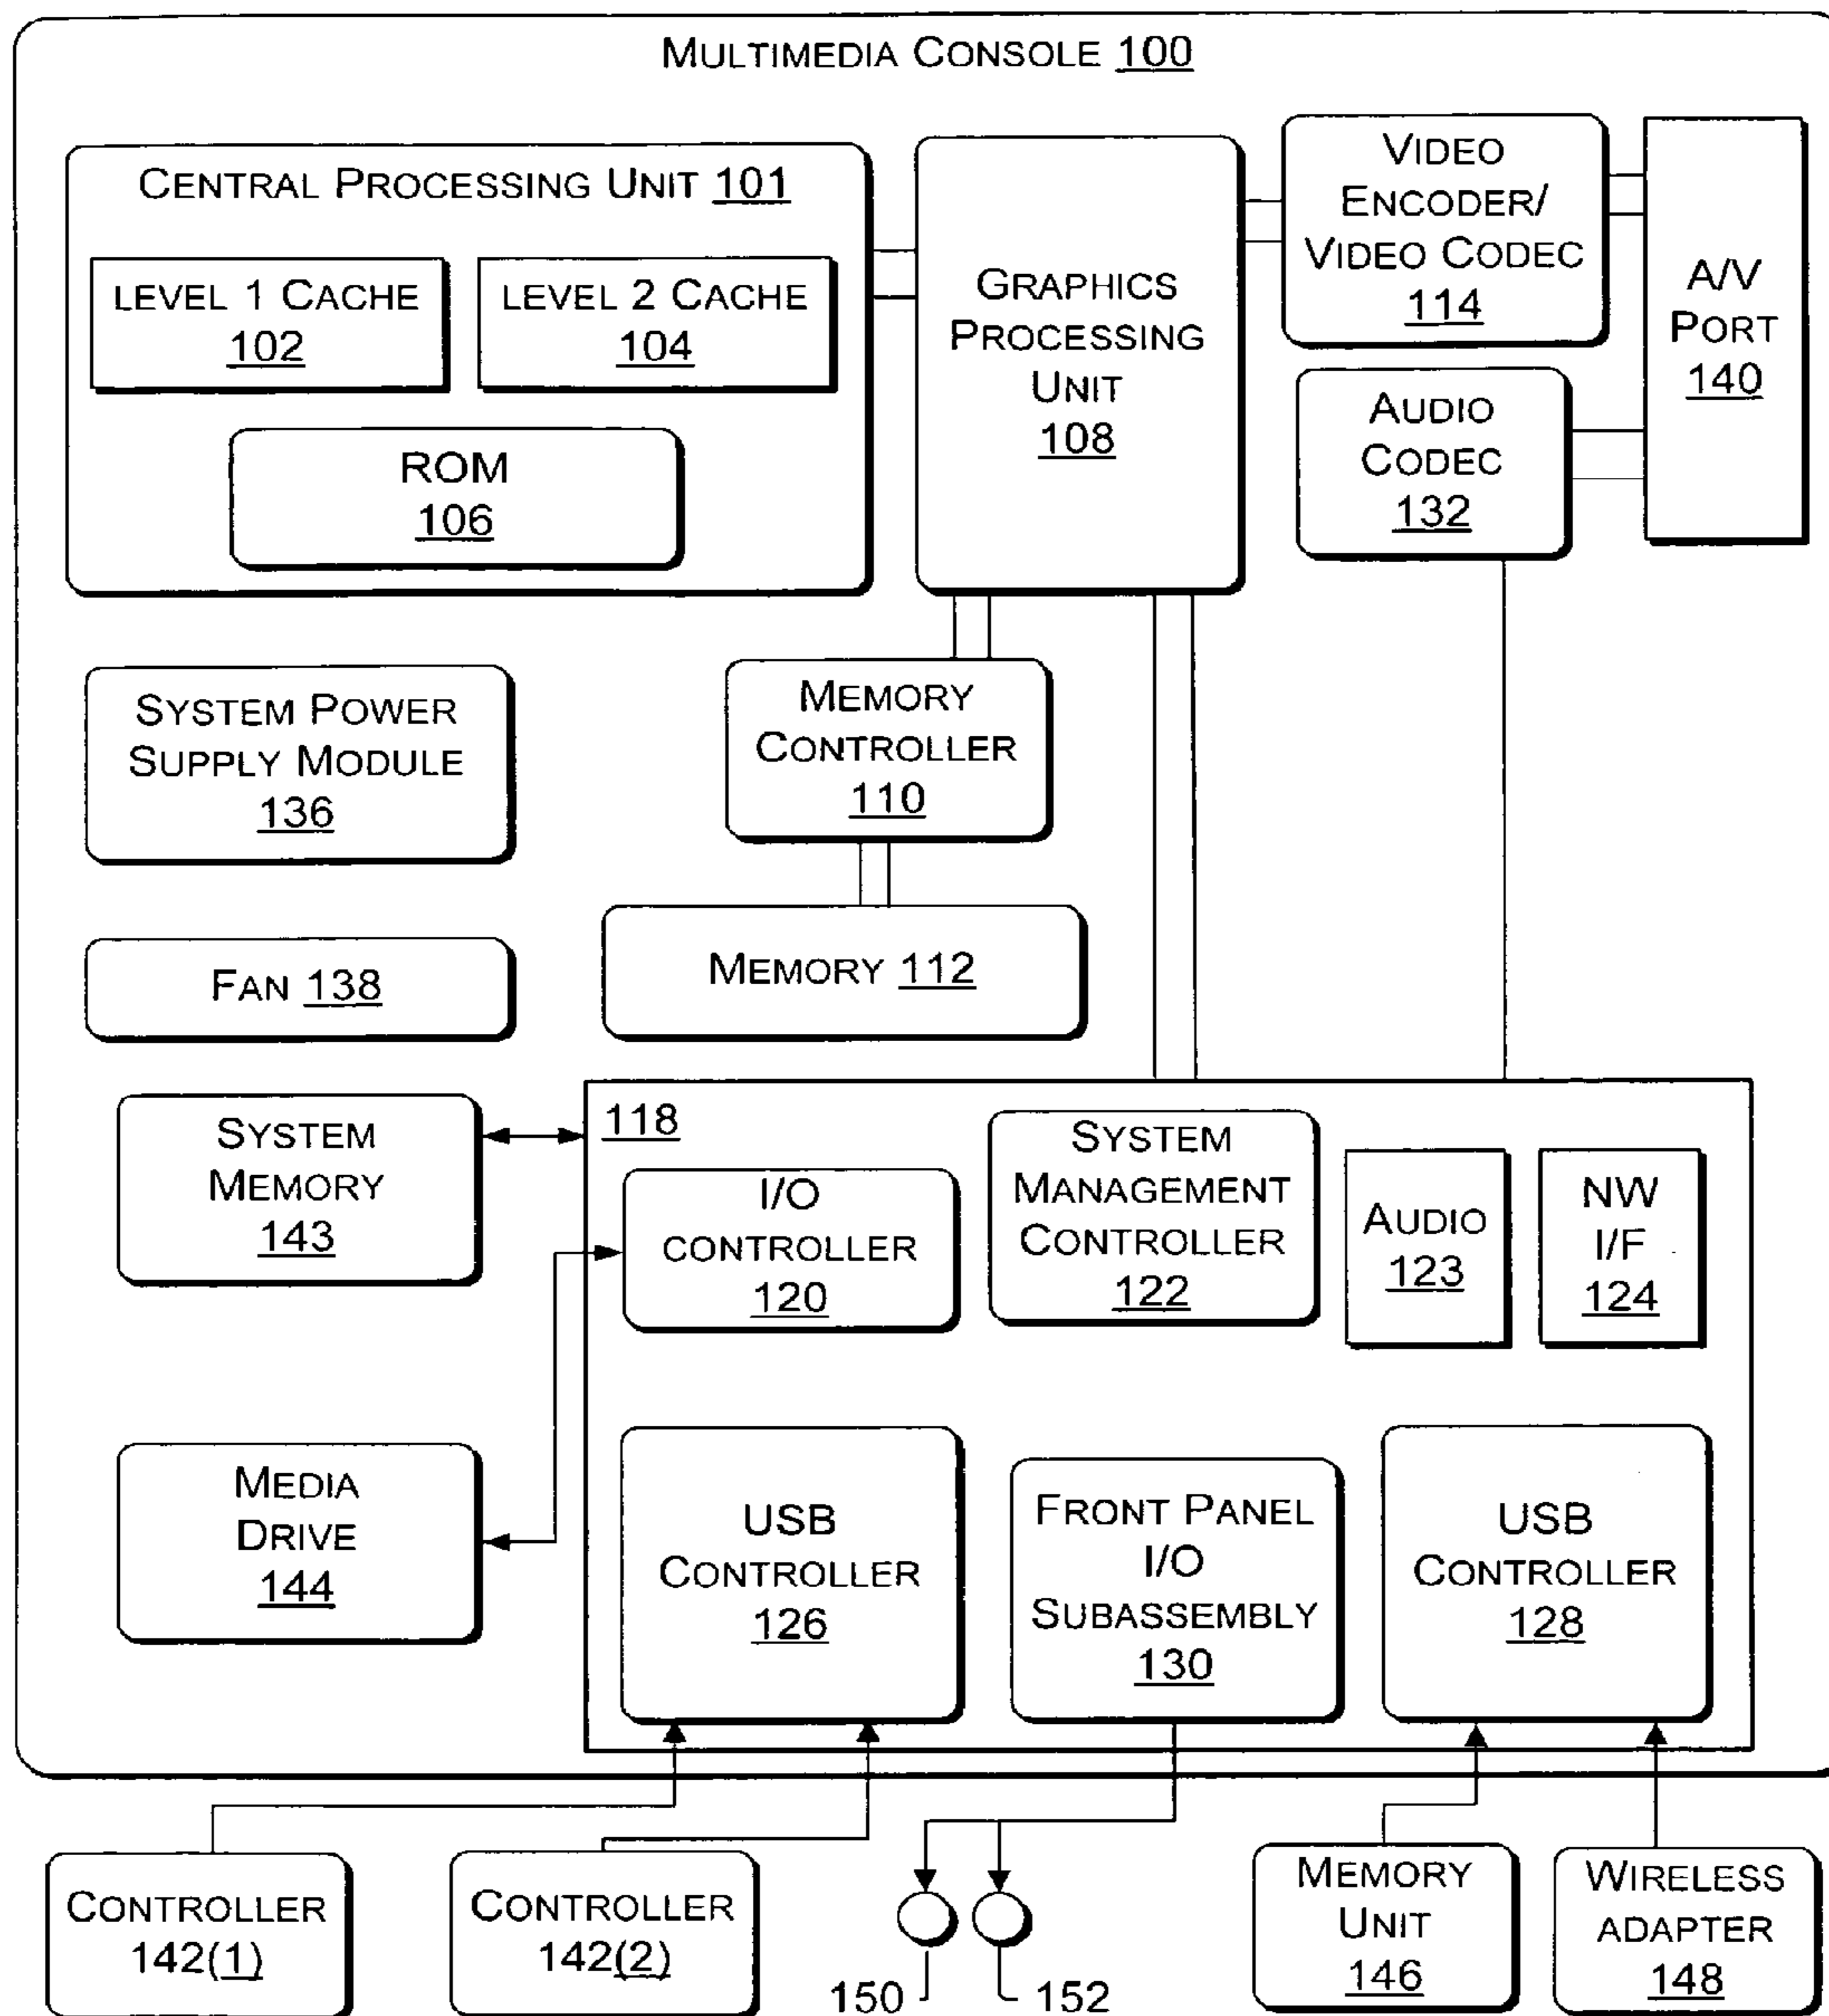 MULTIMEDIA CONSOLE 100
CENTRAL PROCESSING UNIT 101
LEVEL 1 CACHE
102
LEVEL 2 CACHE
104
ROM
106
GRAPHICS
PROCESSING
UNIT
108
VIDEO
ENCODER/
VIDEO CODEC
114
A/V
PORT
140
AUDIO
CODEC
132
SYSTEM POWER
SUPPLY MODULE
136
MEMORY
CONTROLLER
110
FAN 138
MEMORY 112
SYSTEM
MEMORY
143
118
I/O
CONTROLLER
120
SYSTEM
MANAGEMENT
CONTROLLER
122
AUDIO
123
NW
I/F
124
MEDIA
DRIVE
144
USB
CONTROLLER
126
FRONT PANEL
I/O
SUBASSEMBLY
130
USB
CONTROLLER
128
CONTROLLER
142(1)
CONTROLLER
142(2)
150
152
MEMORY
UNIT
146
WIRELESS
ADAPTER
148